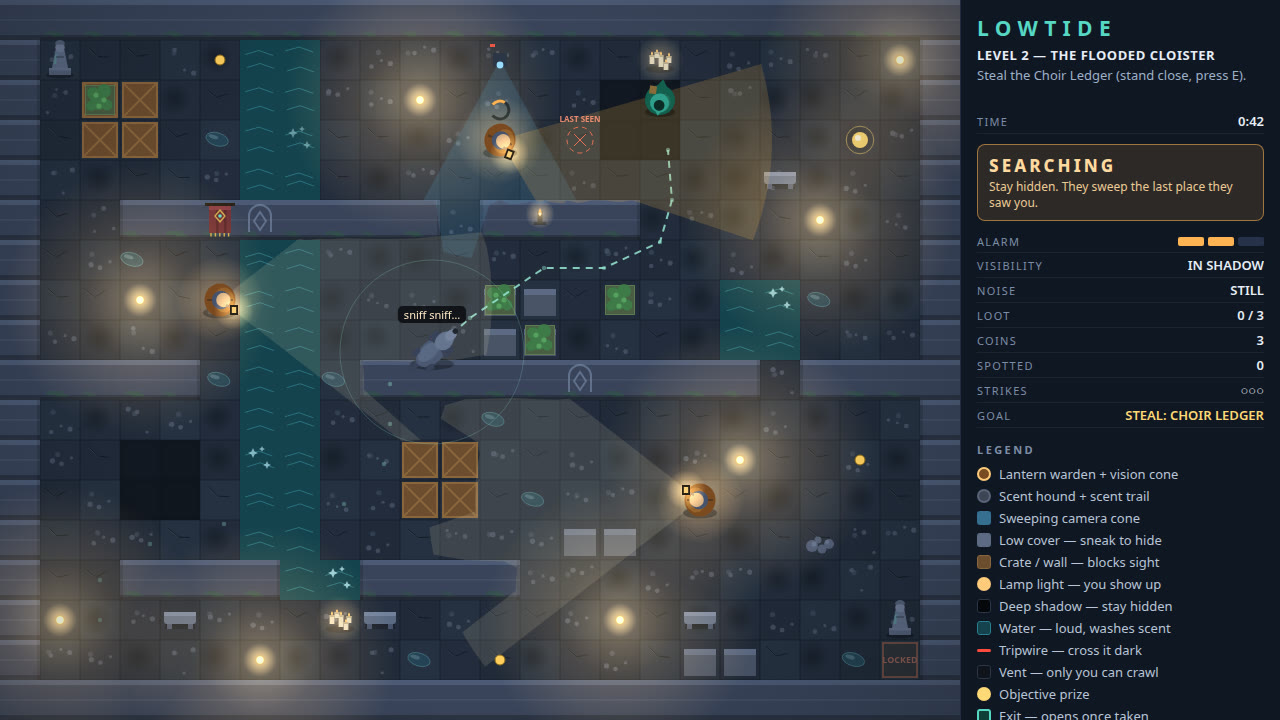 LOWTIDE
LEVEL 2 — THE FLOODED CLOISTER
Steal the Choir Ledger (stand close, press E).
TIME 0:42
SEARCHING
Stay hidden. They sweep the last place they
saw you.
ALARM
VISIBILITY IN SHADOW
NOISE STILL
LOOT 0 / 3
COINS 3
SPOTTED 0
STRIKES ○○○
GOAL STEAL: CHOIR LEDGER
LEGEND
Lantern warden + vision cone
Scent hound + scent trail
Sweeping camera cone
Low cover — sneak to hide
Crate / wall — blocks sight
Lamp light — you show up
Deep shadow — stay hidden
Water — loud, washes scent
Tripwire — cross it dark
Vent — only you can crawl
Objective prize
Exit — opens once taken
LAST SEEN
sniff sniff...
LOCKED